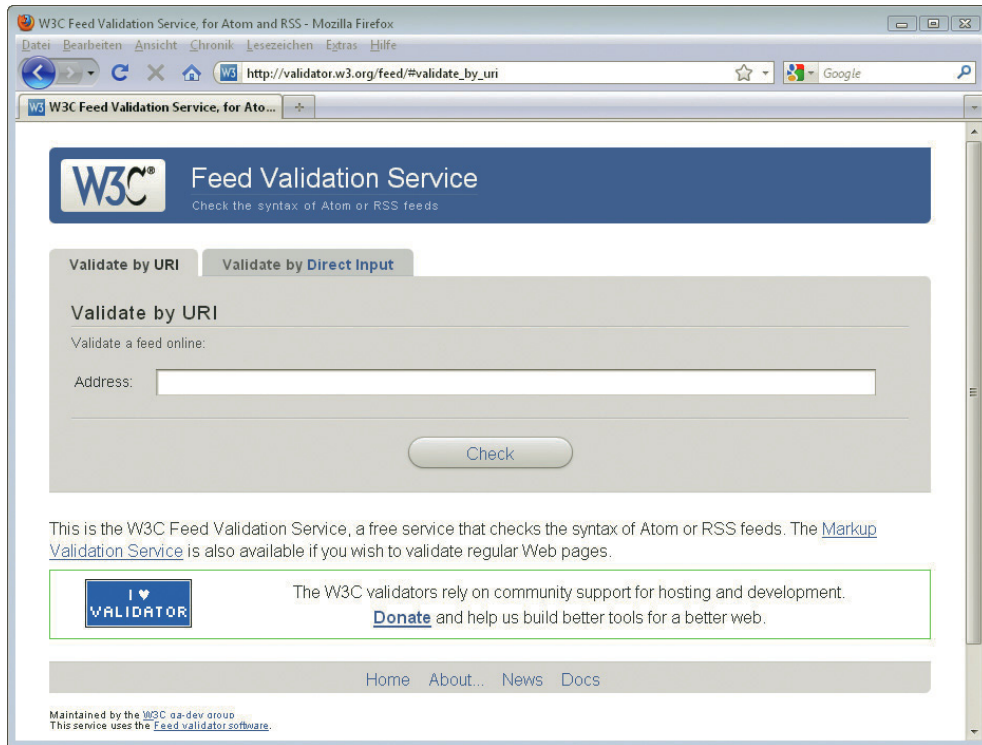 W3C Feed Validation Service, for Atom and RSS - Mozilla Firefox
Datei Bearbeiten Ansicht Chronik Lesezeichen Extras Hilfe
W3 http://validator.w3.org/feed/#validate_by_uri Google
W3 W3C Feed Validation Service, for Ato...
W3C® Feed Validation Service
Check the syntax of Atom or RSS feeds
Validate by URI Validate by Direct Input
Validate by URI
Validate a feed online:
Address:
Check
This is the W3C Feed Validation Service, a free service that checks the syntax of Atom or RSS feeds. The Markup
Validation Service is also available if you wish to validate regular Web pages.
I ♥
VALIDATOR
The W3C validators rely on community support for hosting and development.
Donate and help us build better tools for a better web.
Home About... News Docs
Maintained by the W3C qa-dev group
This service uses the Feed validator software.